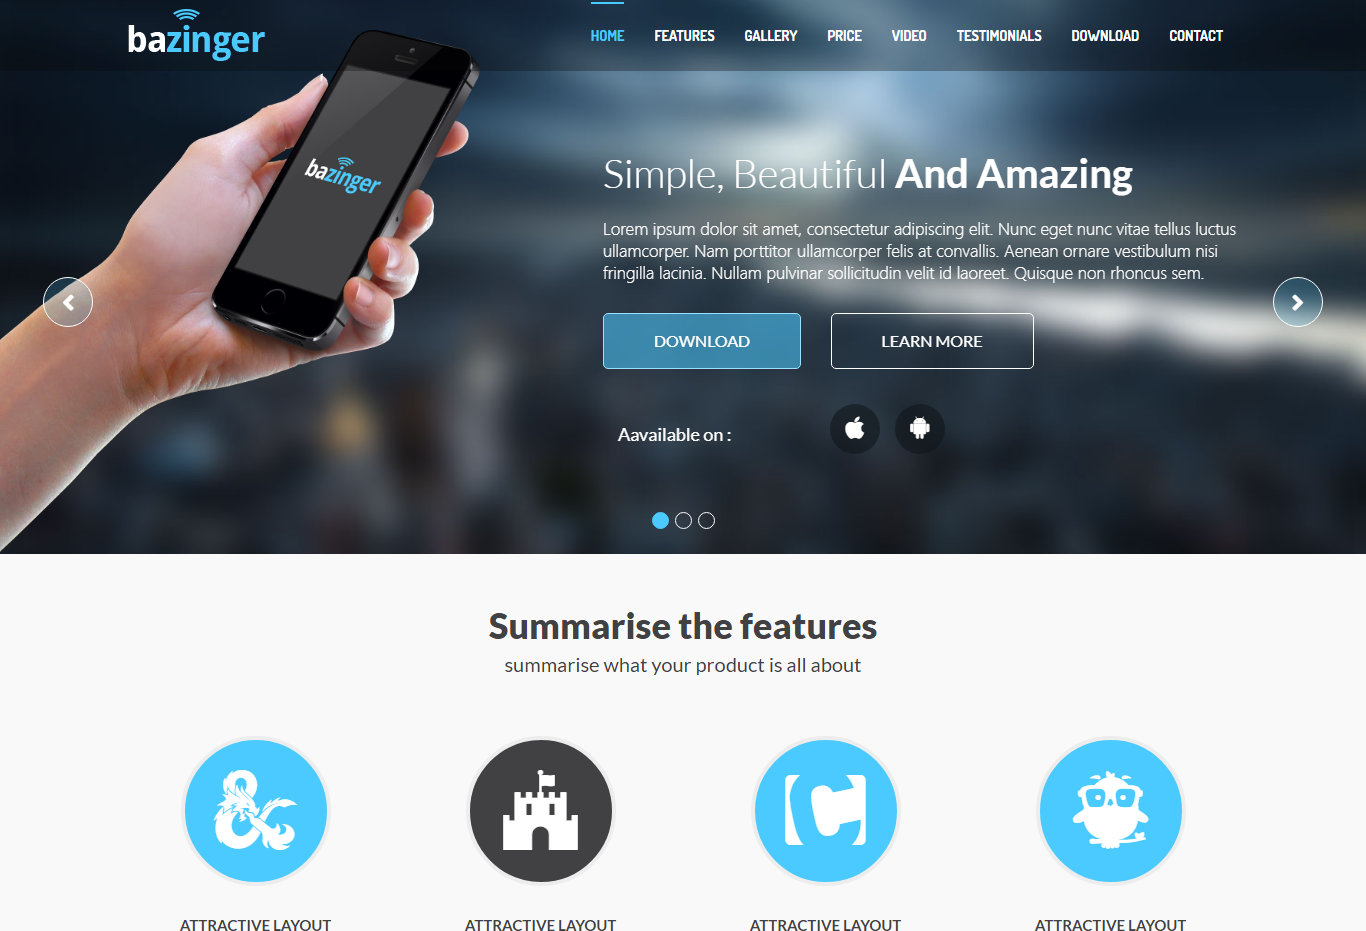 bazinger
HOME FEATURES GALLERY PRICE VIDEO TESTIMONIALS DOWNLOAD CONTACT
bazinger
Simple, Beautiful And Amazing
Lorem ipsum dolor sit amet, consectetur adipiscing elit. Nunc eget nunc vitae tellus luctus
ullamcorper. Nam porttitor ullamcorper felis at convallis. Aenean ornare vestibulum nisi
fringilla lacinia. Nullam pulvinar sollicitudin velit id laoreet. Quisque non rhoncus sem.
DOWNLOAD LEARN MORE
Aavailable on :
Summarise the features
summarise what your product is all about
ATTRACTIVE LAYOUT ATTRACTIVE LAYOUT ATTRACTIVE LAYOUT ATTRACTIVE LAYOUT